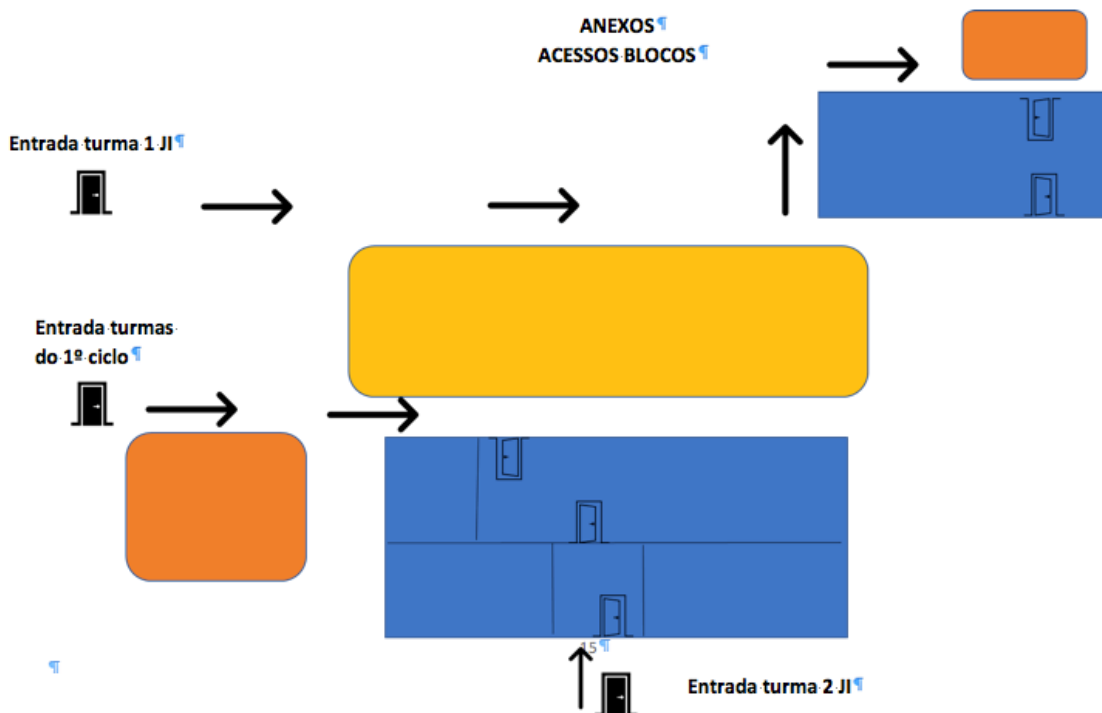 ANEXOS
ACESSOS BLOCOS
Entrada turma 1 JI
Entrada turmas
do 1º ciclo
15
Entrada turma 2 JI